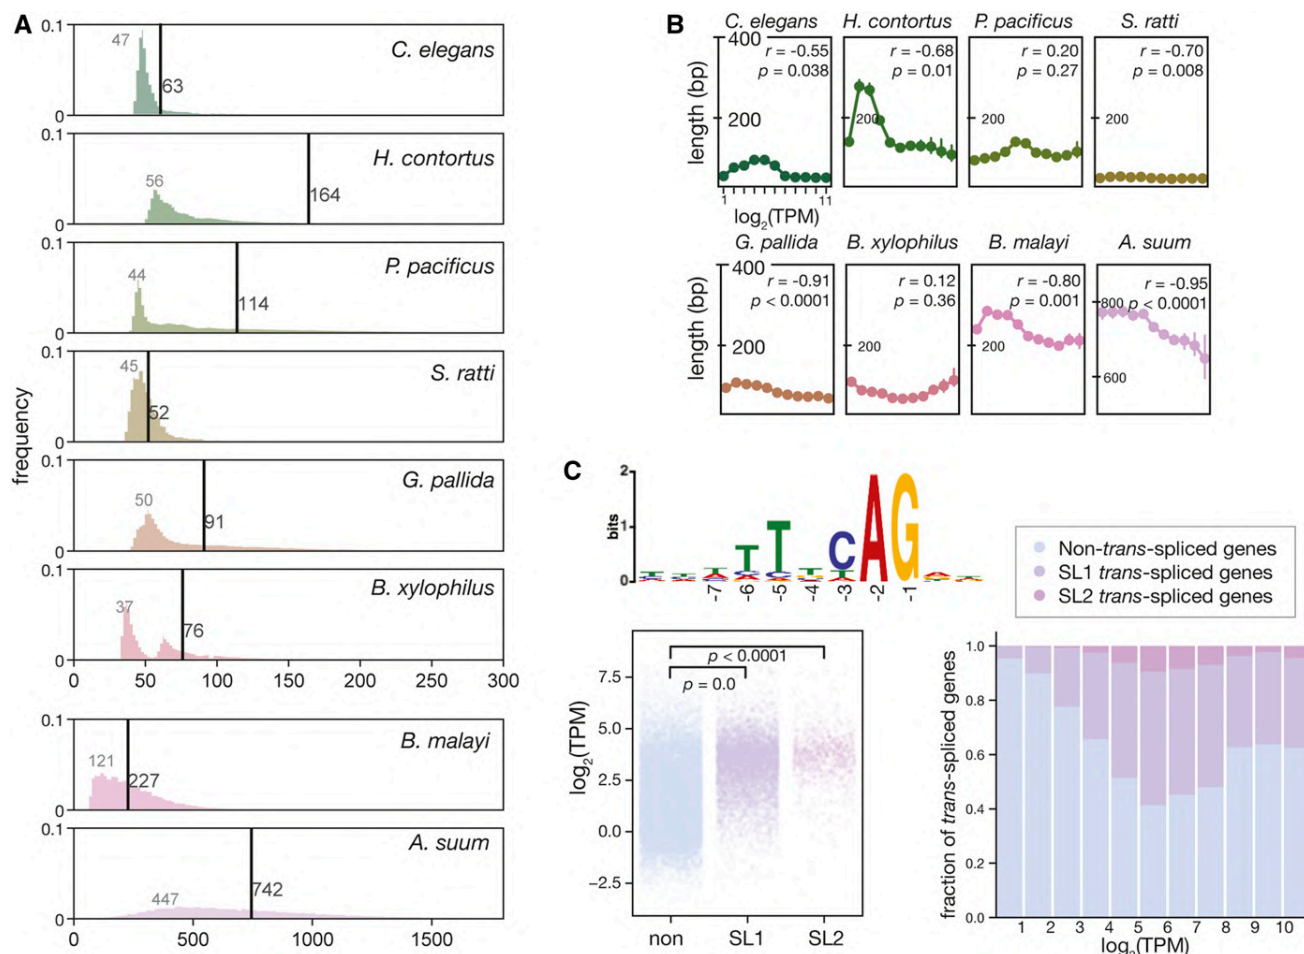 A
0.1
47
C. elegans
63
0
0.1
H. contortus
56
164
0
0.1
P. pacificus
44
114
0
0.1
45
S. ratti
52
0
frequency
0.1
G. pallida
50
91
0
0.1
B. xylophilus
37
76
0
0 50 100 150 200 250 300
0.1
B. malayi
121
227
0
0.1
A. suum
447
742
0
0 500 1000 1500
B
C. elegans H. contortus P. pacificus S. ratti
400
r = -0.55 r = -0.68 r = 0.20 r = -0.70
p = 0.038 p = 0.01 p = 0.27 p = 0.008
length (bp)
200 200 200 200
1 11
log2(TPM)
G. pallida B. xylophilus B. malayi A. suum
400
r = -0.91 r = 0.12 r = -0.80 r = -0.95
p < 0.0001 p = 0.36 p = 0.001 p < 0.0001
800
length (bp)
200 200 200
600
C
2
bits
1
0
T T C A G
-7 -6 -5 -4 -3 -2 -1
Non-trans-spliced genes
SL1 trans-spliced genes
SL2 trans-spliced genes
p < 0.0001
p = 0.0
7.5
5.0
log2(TPM)
2.5
0.0
−2.5
non SL1 SL2
1.0
0.8
0.6
fraction of trans-spliced genes
0.4
0.2
0.0
1 2 3 4 5 6 7 8 9 10
log2(TPM)